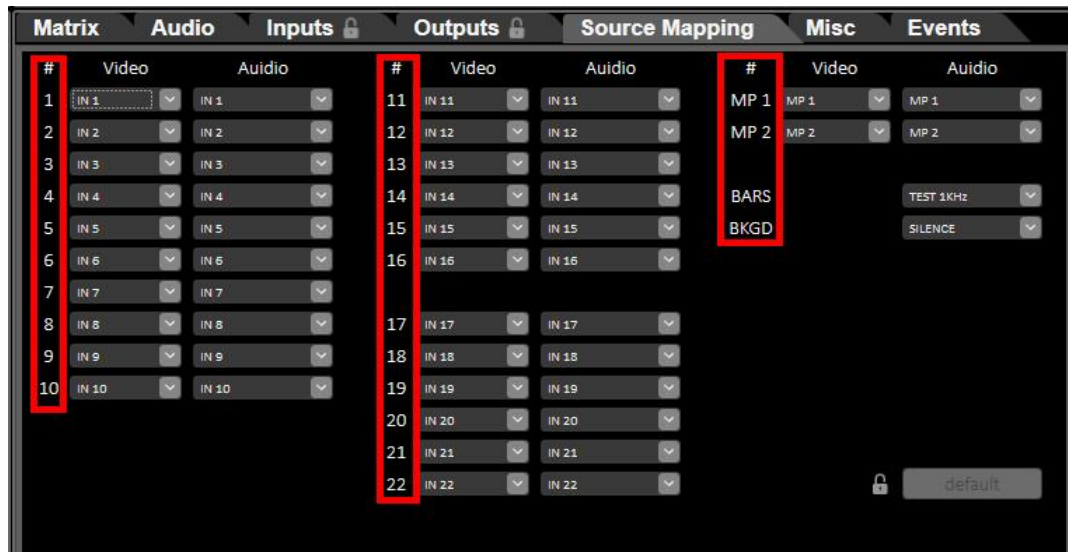 Matrix Audio Inputs Outputs Source Mapping Misc Events
# Video Auidio # Video Auidio # Video Auidio
1 IN 1 IN 1 11 IN 11 IN 11 MP 1 MP 1 MP 1
2 IN 2 IN 2 12 IN 12 IN 12 MP 2 MP 2 MP 2
3 IN 3 IN 3 13 IN 13 IN 13
4 IN 4 IN 4 14 IN 14 IN 14 BARS TEST 1KHz
5 IN 5 IN 5 15 IN 15 IN 15 BKGD SILENCE
6 IN 6 IN 6 16 IN 16 IN 16
7 IN 7 IN 7
8 IN 8 IN 8 17 IN 17 IN 17
9 IN 9 IN 9 18 IN 18 IN 18
10 IN 10 IN 10 19 IN 19 IN 19
20 IN 20 IN 20
21 IN 21 IN 21
22 IN 22 IN 22 default